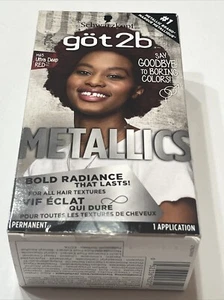 Schwarzkopf
göt2b
#1
M65
Ultra Deep
RED
SAY
GOODBYE
TO BORING
COLORS!
METALLICS
BOLD RADIANCE
THAT LASTS!
FOR ALL HAIR TEXTURES
VIF ÉCLAT
QUI DURE
POUR TOUTES LES TEXTURES DE CHEVEUX
PERMANENT
1 APPLICATION